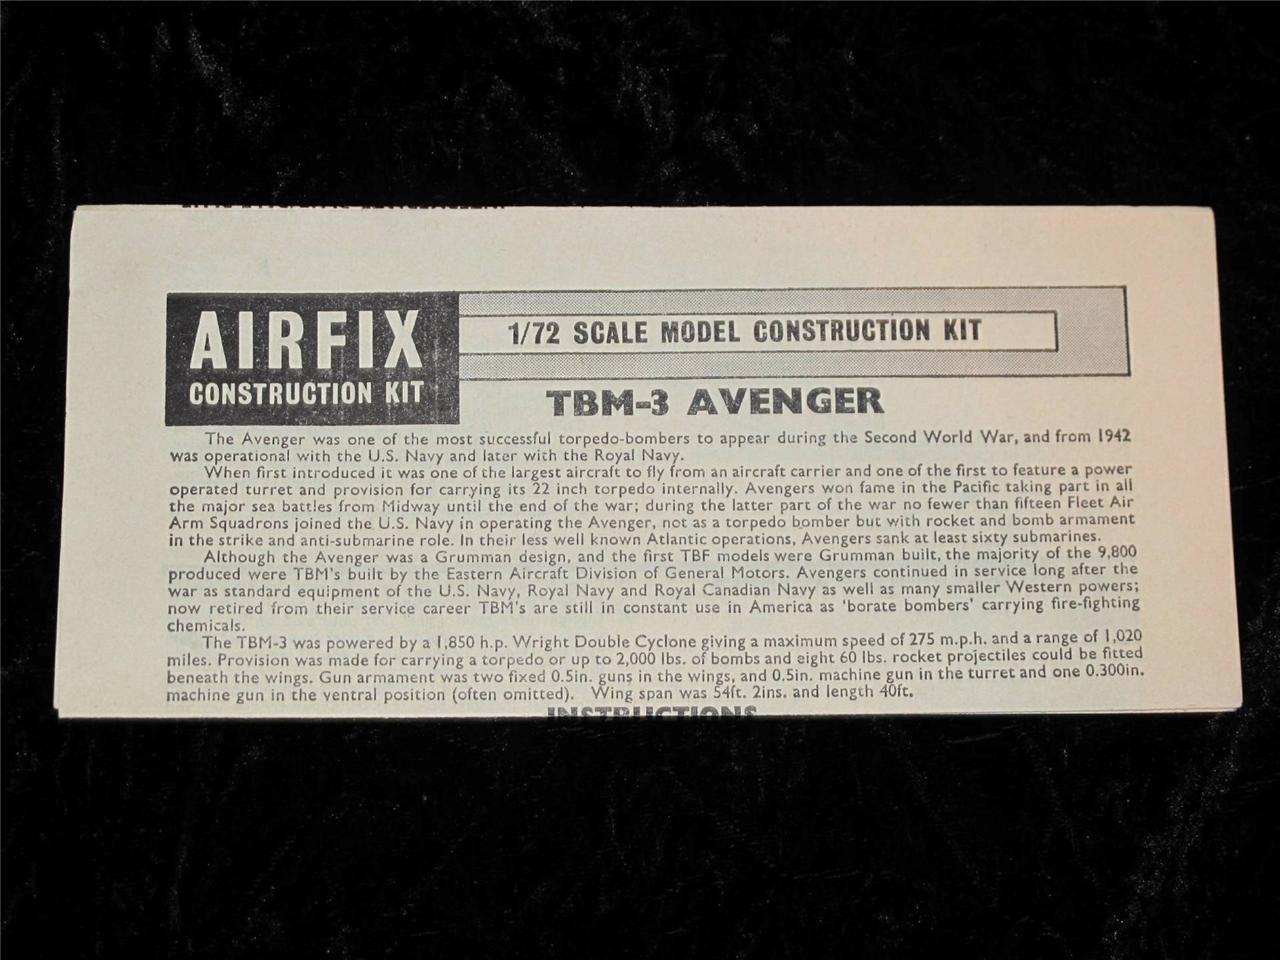 AIRFIX
CONSTRUCTION KIT
1/72 SCALE MODEL CONSTRUCTION KIT
TBM-3 AVENGER
The Avenger was one of the most successful torpedo-bombers to appear during the Second World War, and from 1942
was operational with the U.S. Navy and later with the Royal Navy.
When first introduced it was one of the largest aircraft to fly from an aircraft carrier and one of the first to feature a power
operated turret and provision for carrying its 22 inch torpedo internally. Avengers won fame in the Pacific taking part in all
the major sea battles from Midway until the end of the war; during the latter part of the war no fewer than fifteen Fleet Air
Arm Squadrons joined the U.S. Navy in operating the Avenger, not as a torpedo bomber but with rocket and bomb armament
in the strike and anti-submarine role. In their less well known Atlantic operations, Avengers sank at least sixty submarines.
Although the Avenger was a Grumman design, and the first TBF models were Grumman built, the majority of the 9,800
produced were TBM's built by the Eastern Aircraft Division of General Motors. Avengers continued in service long after the
war as standard equipment of the U.S. Navy, Royal Navy and Royal Canadian Navy as well as many smaller Western powers;
now retired from their service career TBM's are still in constant use in America as 'borate bombers' carrying fire-fighting
chemicals.
The TBM-3 was powered by a 1,850 h.p. Wright Double Cyclone giving a maximum speed of 275 m.p.h. and a range of 1,020
miles. Provision was made for carrying a torpedo or up to 2,000 lbs. of bombs and eight 60 lbs. rocket projectiles could be fitted
beneath the wings. Gun armament was two fixed 0.5in. guns in the wings, and 0.5in. machine gun in the turret and one 0.300in.
machine gun in the ventral position (often omitted). Wing span was 54ft. 2ins. and length 40ft.
INSTRUCTIONS